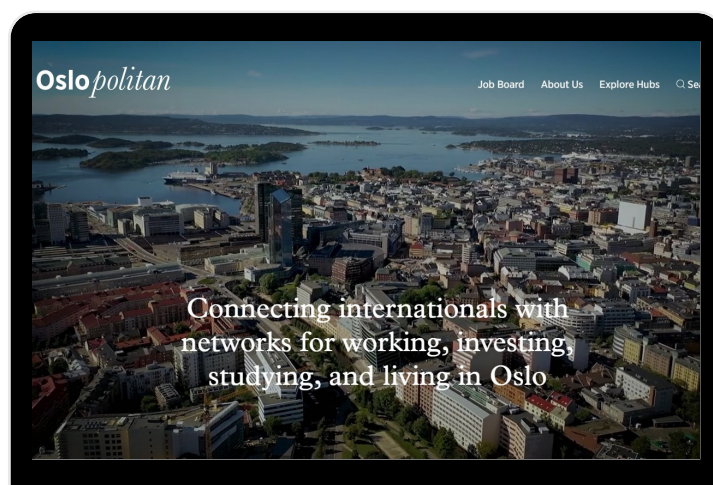 Oslopolitan
Job Board About Us Explore Hubs
Connecting internationals with
networks for working, investing,
studying, and living in Oslo